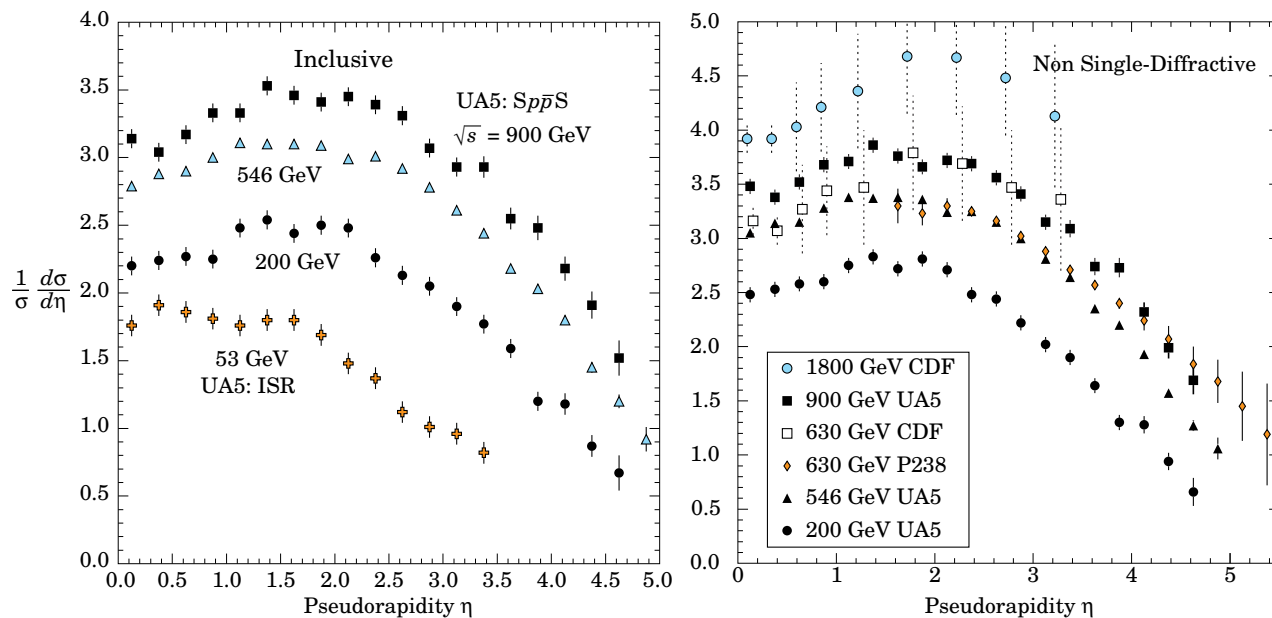 4.0
3.5
3.0
2.5
2.0
1.5
1.0
0.5
0.0
1/σ dσ/dη
Inclusive
UA5: Spp̄S
√s = 900 GeV
546 GeV
200 GeV
53 GeV
UA5: ISR
0.0 0.5 1.0 1.5 2.0 2.5 3.0 3.5 4.0 4.5 5.0
Pseudorapidity η
5.0
4.5
4.0
3.5
3.0
2.5
2.0
1.5
1.0
0.5
0.0
Non Single-Diffractive
1800 GeV CDF
900 GeV UA5
630 GeV CDF
630 GeV P238
546 GeV UA5
200 GeV UA5
0 1 2 3 4 5
Pseudorapidity η